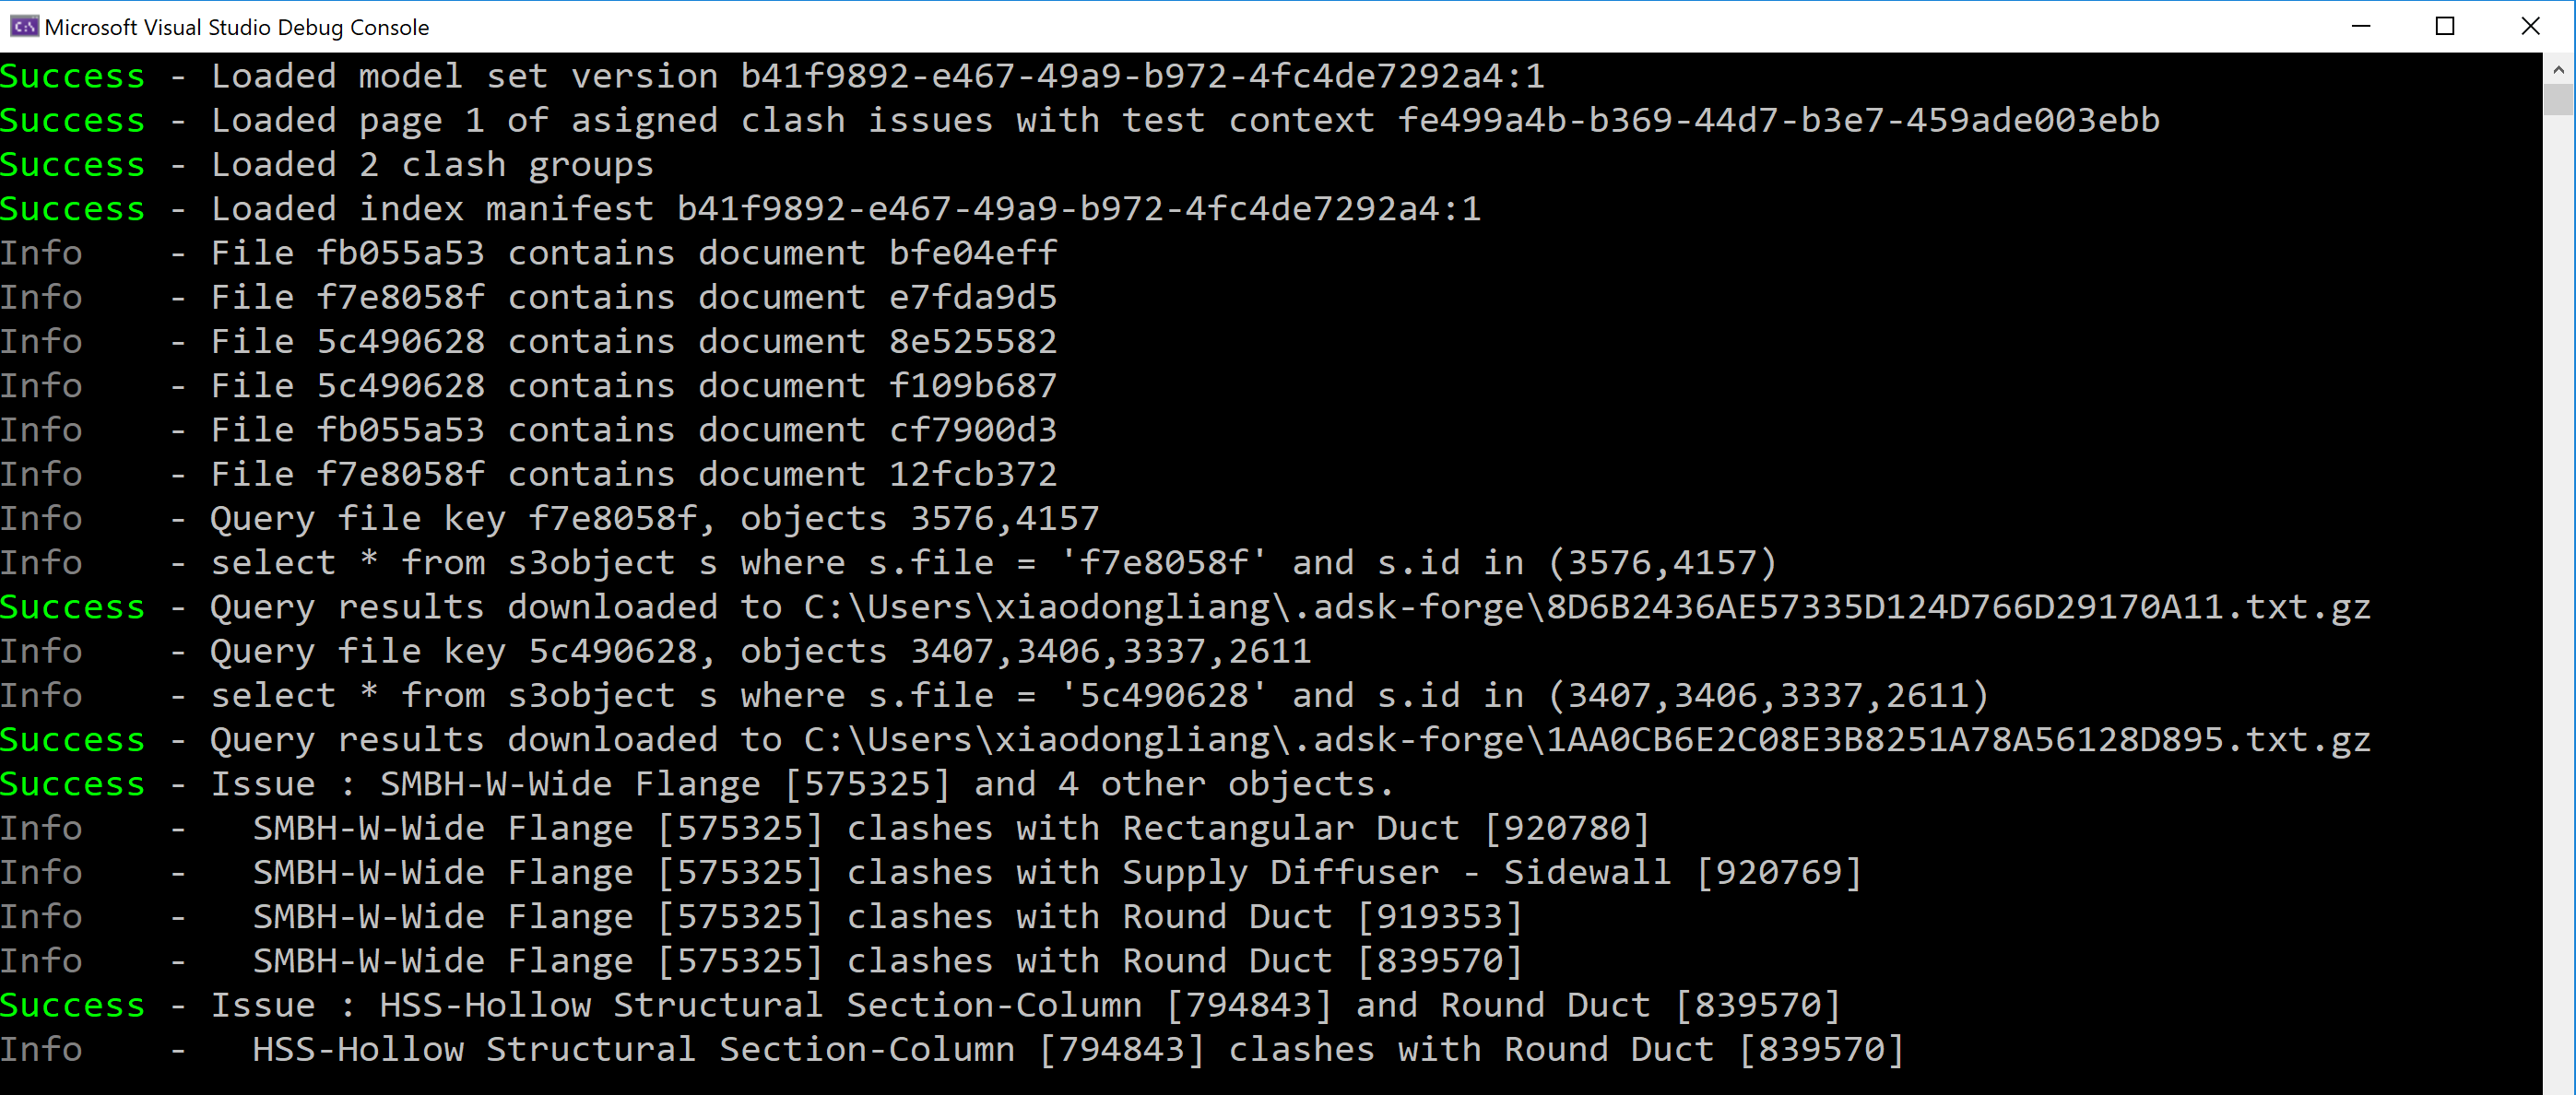 Microsoft Visual Studio Debug Console
Success - Loaded model set version b41f9892-e467-49a9-b972-4fc4de7292a4:1
Success - Loaded page 1 of asigned clash issues with test context fe499a4b-b369-44d7-b3e7-459ade003ebb
Success - Loaded 2 clash groups
Success - Loaded index manifest b41f9892-e467-49a9-b972-4fc4de7292a4:1
Info    - File fb055a53 contains document bfe04eff
Info    - File f7e8058f contains document e7fda9d5
Info    - File 5c490628 contains document 8e525582
Info    - File 5c490628 contains document f109b687
Info    - File fb055a53 contains document cf7900d3
Info    - File f7e8058f contains document 12fcb372
Info    - Query file key f7e8058f, objects 3576,4157
Info    - select * from s3object s where s.file = 'f7e8058f' and s.id in (3576,4157)
Success - Query results downloaded to C:\Users\xiaodongliang\.adsk-forge\8D6B2436AE57335D124D766D29170A11.txt.gz
Info    - Query file key 5c490628, objects 3407,3406,3337,2611
Info    - select * from s3object s where s.file = '5c490628' and s.id in (3407,3406,3337,2611)
Success - Query results downloaded to C:\Users\xiaodongliang\.adsk-forge\1AA0CB6E2C08E3B8251A78A56128D895.txt.gz
Success - Issue : SMBH-W-Wide Flange [575325] and 4 other objects.
Info    -   SMBH-W-Wide Flange [575325] clashes with Rectangular Duct [920780]
Info    -   SMBH-W-Wide Flange [575325] clashes with Supply Diffuser - Sidewall [920769]
Info    -   SMBH-W-Wide Flange [575325] clashes with Round Duct [919353]
Info    -   SMBH-W-Wide Flange [575325] clashes with Round Duct [839570]
Success - Issue : HSS-Hollow Structural Section-Column [794843] and Round Duct [839570]
Info    -   HSS-Hollow Structural Section-Column [794843] clashes with Round Duct [839570]